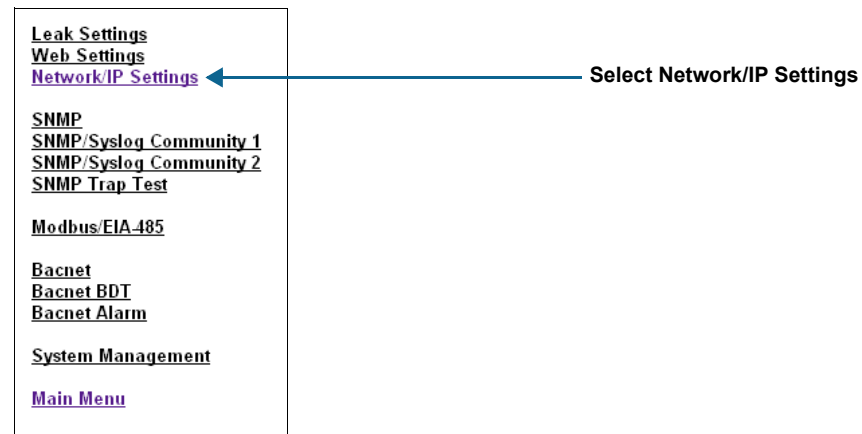 Leak Settings
Web Settings
Network/IP Settings
Select Network/IP Settings
SNMP
SNMP/Syslog Community 1
SNMP/Syslog Community 2
SNMP Trap Test
Modbus/EIA-485
Bacnet
Bacnet BDT
Bacnet Alarm
System Management
Main Menu